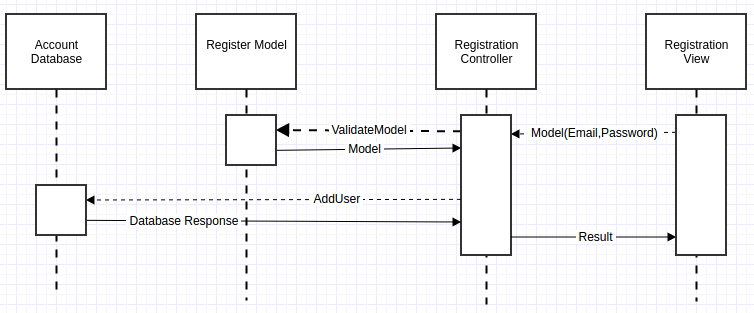 Account
Database
Register Model
Registration
Controller
Registration
View
ValidateModel
Model(Email,Password)
Model
AddUser
Database Response
Result